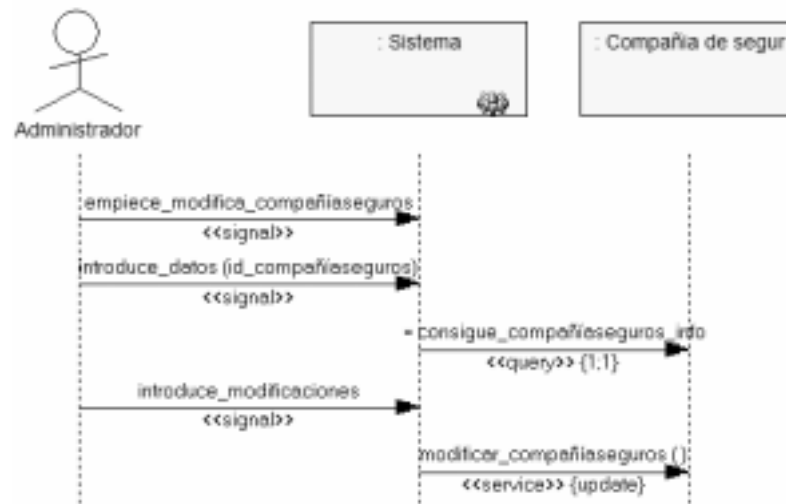 : Sistema
: Compañia de segur
Administrador
empiece_modifica_compañiaseguros
<<signal>>
introduce_datos (id_compañiaseguros)
<<signal>>
= consigue_compañiaseguros_info
<<query>> {1:1}
introduce_modificaciones
<<signal>>
modificar_compañiaseguros ()
<<service>> {update}